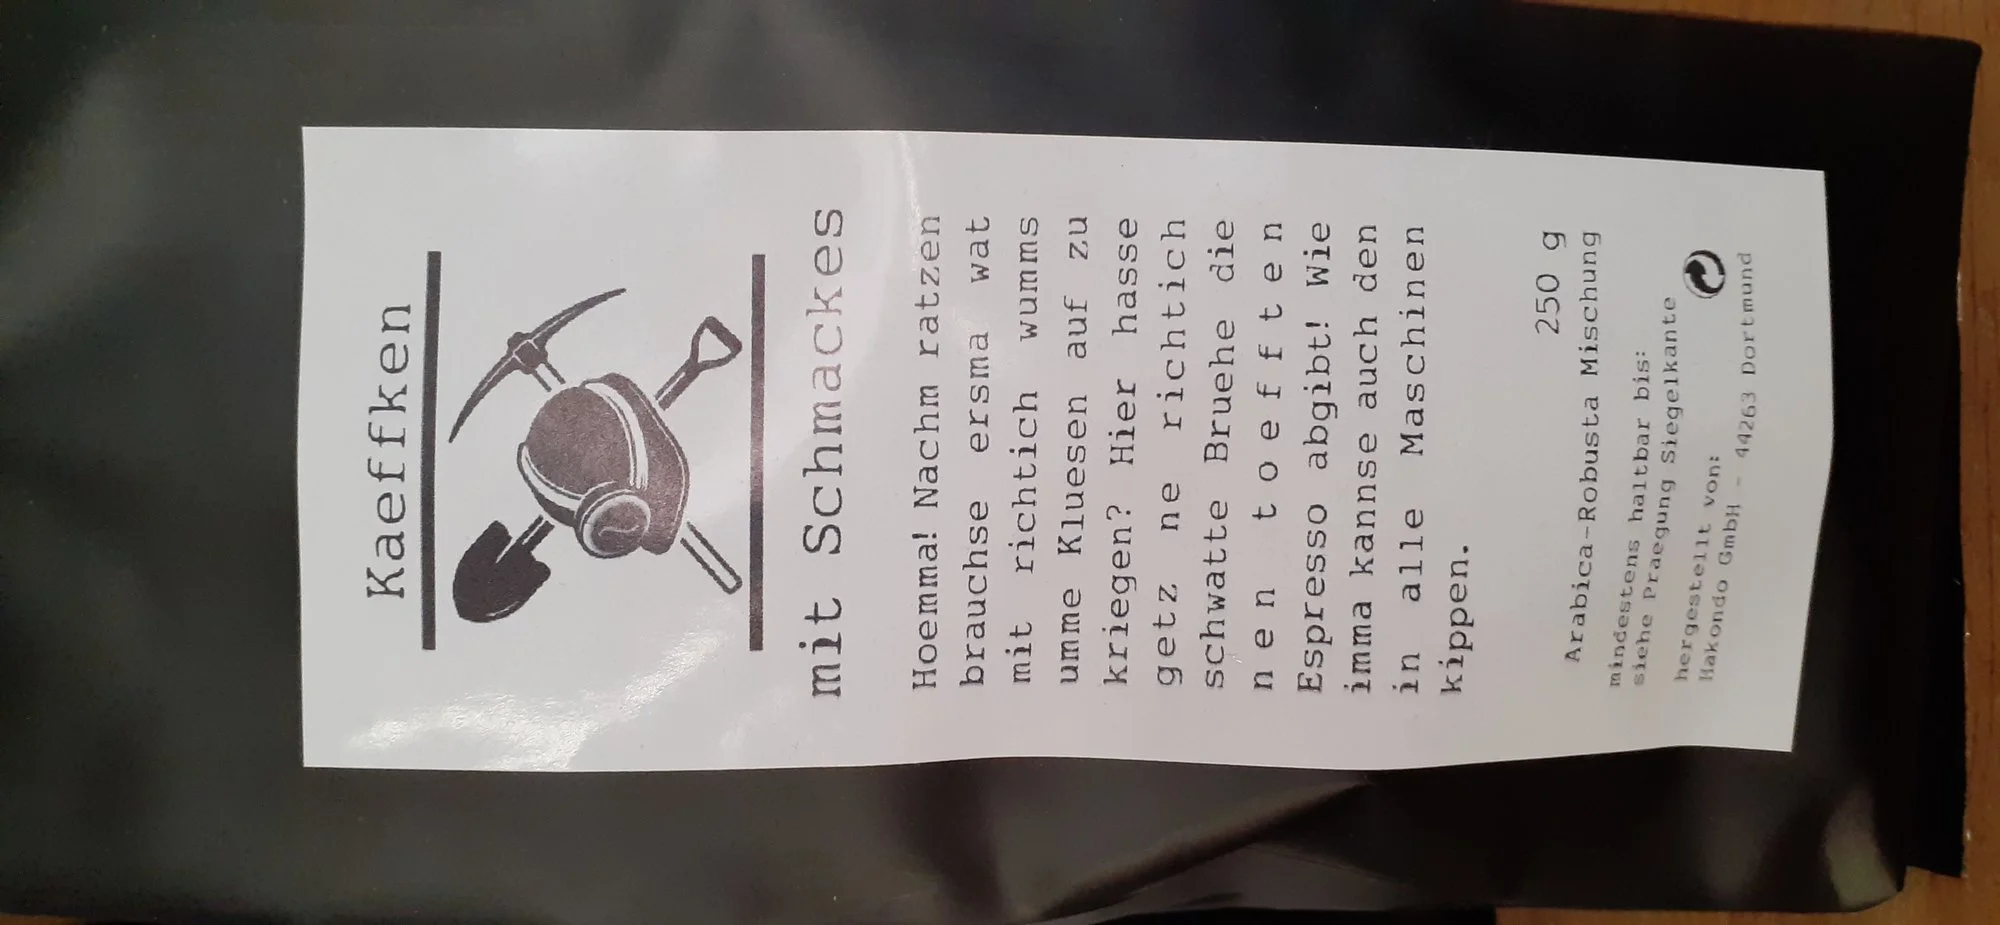 Kaeffken
mit Schmackes
Hoemma! Nachm ratzen
brauchse ersma wat
mit richtich wumms
umme Kluesen auf zu
kriegen? Hier hasse
getz ne richtich
schwatte Bruehe die
nen toefften
Espresso abgibt! Wie
imma kannse auch den
in alle Maschinen
kippen.
250 g
Arabica-Robusta Mischung
mindestens haltbar bis:
siehe Praegung Siegelkante
hergestellt von:
Makondo GmbH - 44263 Dortmund